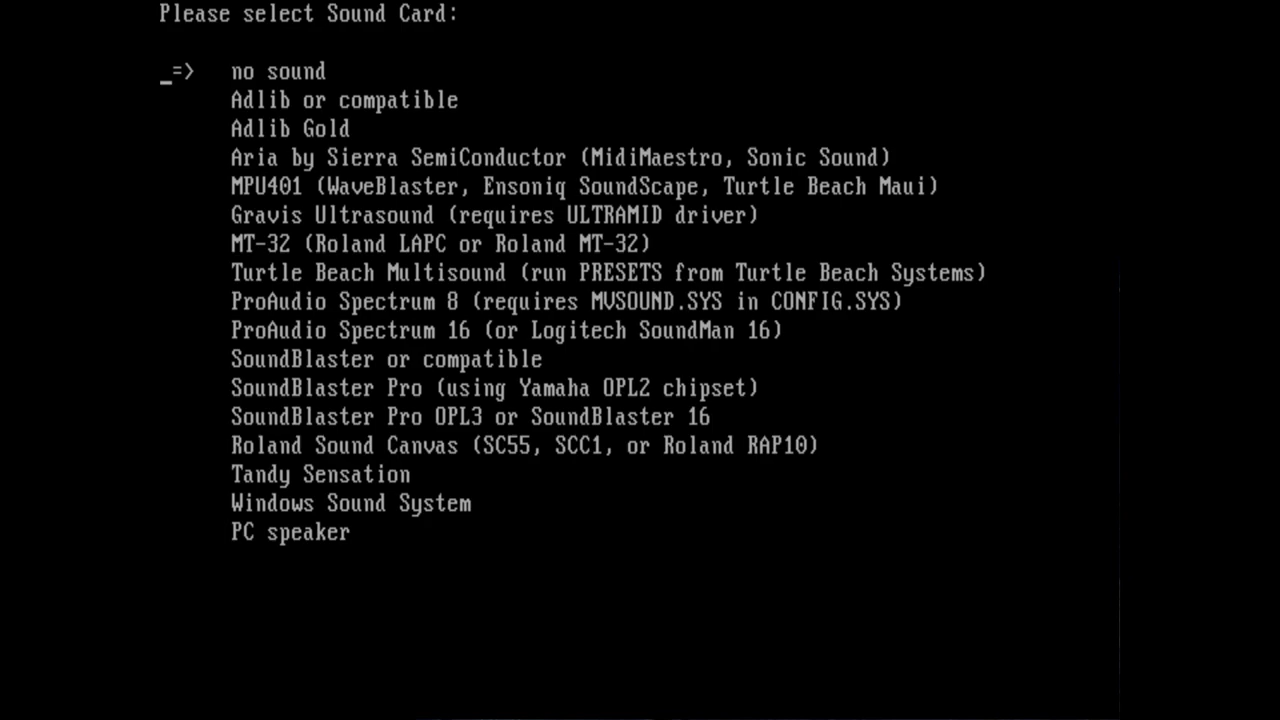 Please select Sound Card:
_=> no sound
Adlib or compatible
Adlib Gold
Aria by Sierra SemiConductor (MidiMaestro, Sonic Sound)
MPU401 (WaveBlaster, Ensoniq SoundScape, Turtle Beach Maui)
Gravis Ultrasound (requires ULTRAMID driver)
MT-32 (Roland LAPC or Roland MT-32)
Turtle Beach Multisound (run PRESETS from Turtle Beach Systems)
ProAudio Spectrum 8 (requires MVSOUND.SYS in CONFIG.SYS)
ProAudio Spectrum 16 (or Logitech SoundMan 16)
SoundBlaster or compatible
SoundBlaster Pro (using Yamaha OPL2 chipset)
SoundBlaster Pro OPL3 or SoundBlaster 16
Roland Sound Canvas (SC55, SCC1, or Roland RAP10)
Tandy Sensation
Windows Sound System
PC speaker